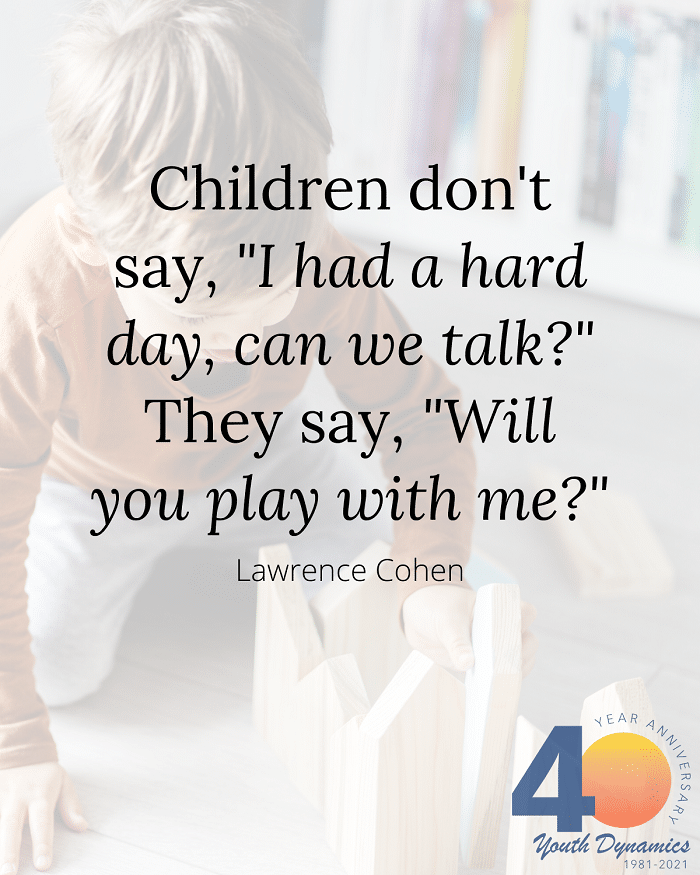 Children don't
say, "I had a hard
day, can we talk?"
They say, "Will
you play with me?"
Lawrence Cohen
40
YEAR ANNIVERSARY
Youth Dynamics
1981-2021